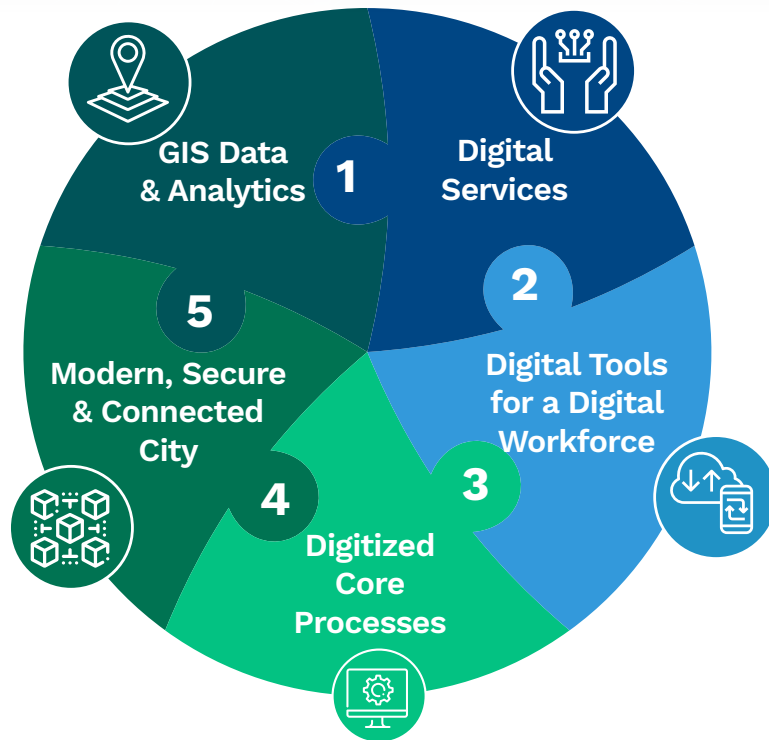 1
Digital
Services
2
Digital Tools
for a Digital
Workforce
3
Digitized
Core
Processes
4
Modern, Secure
& Connected
City
5
GIS Data
& Analytics